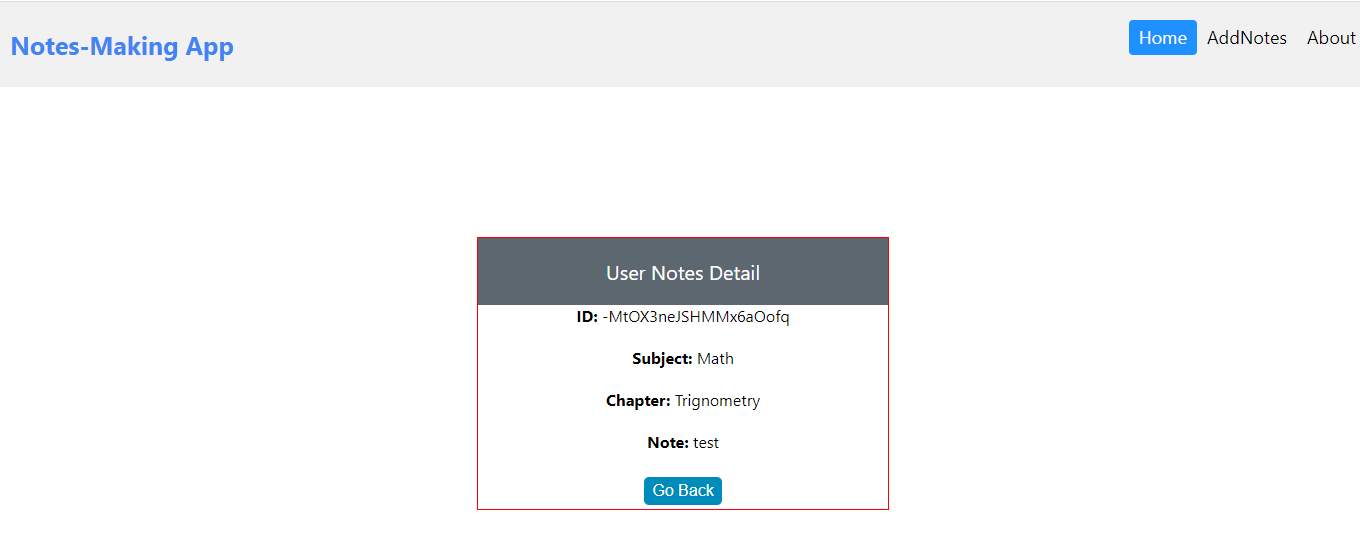 Notes-Making App
Home AddNotes About
User Notes Detail
ID: -MtOX3neJSHMMx6aOofq
Subject: Math
Chapter: Trignometry
Note: test
Go Back